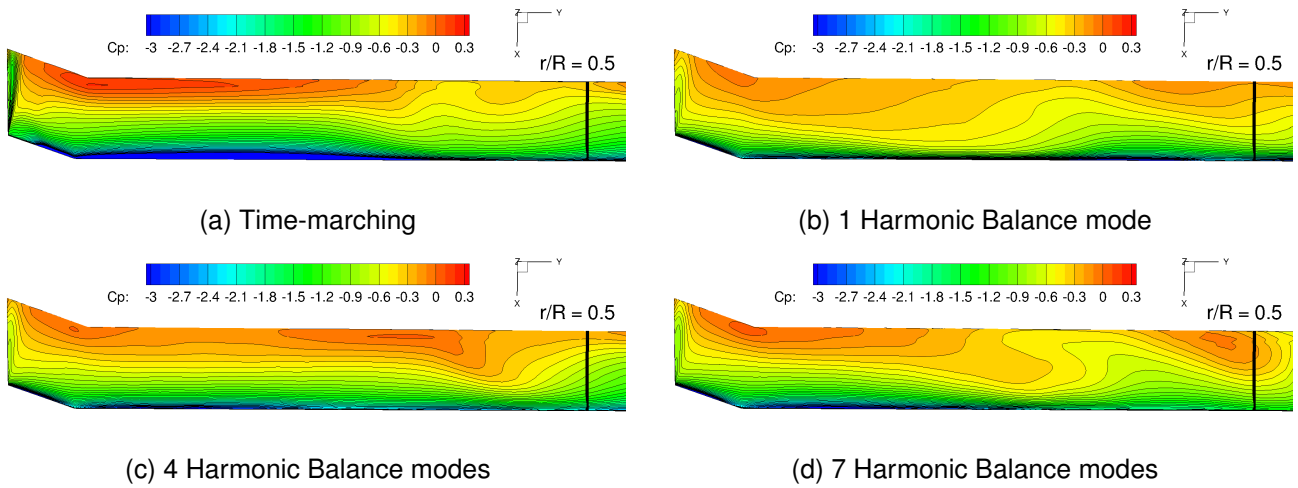 Cp: -3 -2.7 -2.4 -2.1 -1.8 -1.5 -1.2 -0.9 -0.6 -0.3 0 0.3
Z Y
X
r/R = 0.5
(a) Time-marching
Cp: -3 -2.7 -2.4 -2.1 -1.8 -1.5 -1.2 -0.9 -0.6 -0.3 0 0.3
Z Y
X
r/R = 0.5
(b) 1 Harmonic Balance mode
Cp: -3 -2.7 -2.4 -2.1 -1.8 -1.5 -1.2 -0.9 -0.6 -0.3 0 0.3
Z Y
X
r/R = 0.5
(c) 4 Harmonic Balance modes
Cp: -3 -2.7 -2.4 -2.1 -1.8 -1.5 -1.2 -0.9 -0.6 -0.3 0 0.3
Z Y
X
r/R = 0.5
(d) 7 Harmonic Balance modes